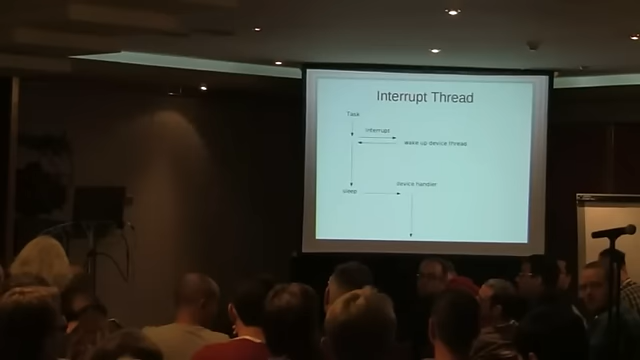 Interrupt Thread
Task
interrupt
wake up device thread
sleep
device handler